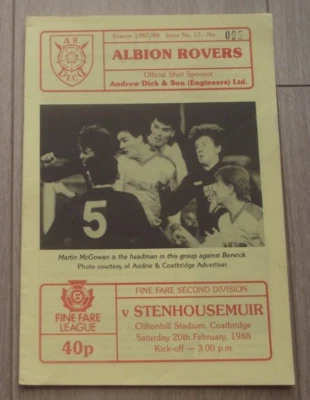 A R
F C
Season 1987/88 Issue No. 17 - No.
ALBION ROVERS
Official Shirt Sponsor
Andrew Dick & Son (Engineers) Ltd.
5
Martin McGowan is the headman in this group against Berwick.
Photo courtesy of Airdrie & Coatbridge Advertiser
FINE FARE
LEAGUE
40p
FINE FARE SECOND DIVISION
v STENHOUSEMUIR
Cliftonhill Stadium, Coatbridge
Saturday 20th February, 1988
Kick-off — 3.00 p.m.